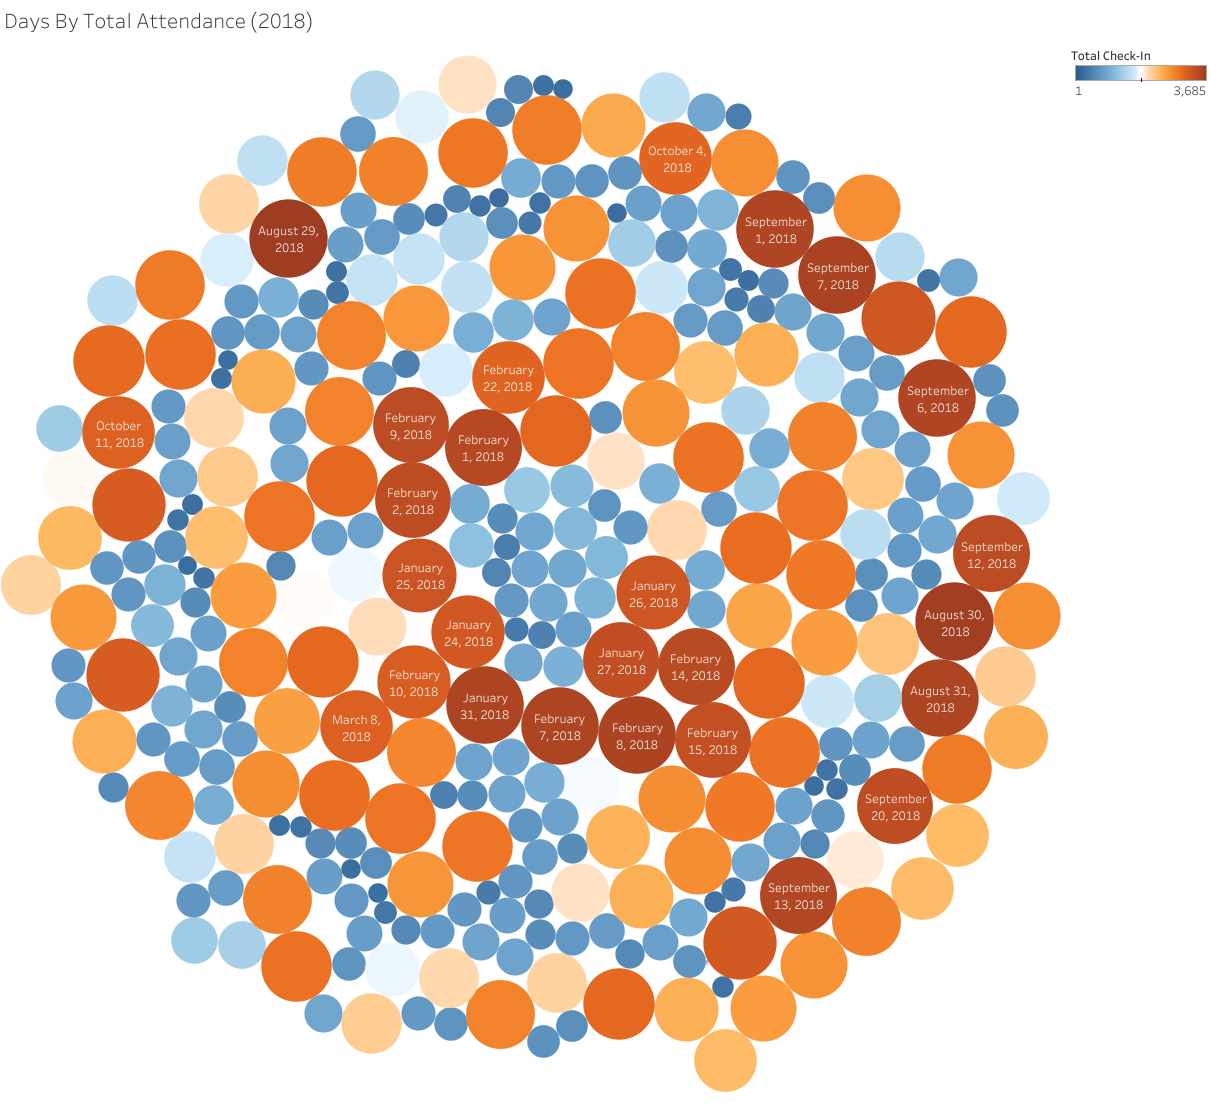 Days By Total Attendance (2018)
Total Check-In
1
3,685
October 4,
2018
September
1, 2018
August 29,
2018
September
7, 2018
February
22, 2018
September
6, 2018
February
9, 2018
October
11, 2018
February
1, 2018
February
2, 2018
September
12, 2018
January
25, 2018
January
26, 2018
August 30,
2018
January
24, 2018
January
27, 2018
February
14, 2018
February
10, 2018
August 31,
2018
January
31, 2018
March 8,
2018
February
7, 2018
February
8, 2018
February
15, 2018
September
20, 2018
September
13, 2018